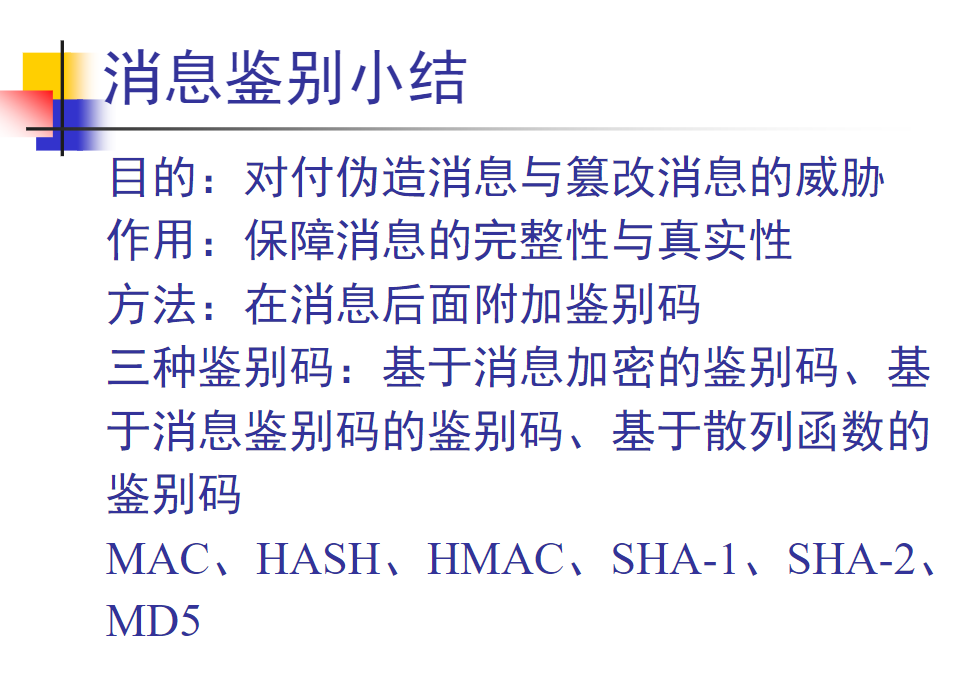 消息鉴别小结
目的：对付伪造消息与篡改消息的威胁
作用：保障消息的完整性与真实性
方法：在消息后面附加鉴别码
三种鉴别码：基于消息加密的鉴别码、基
于消息鉴别码的鉴别码、基于散列函数的
鉴别码
MAC、HASH、HMAC、SHA-1、SHA-2、
MD5